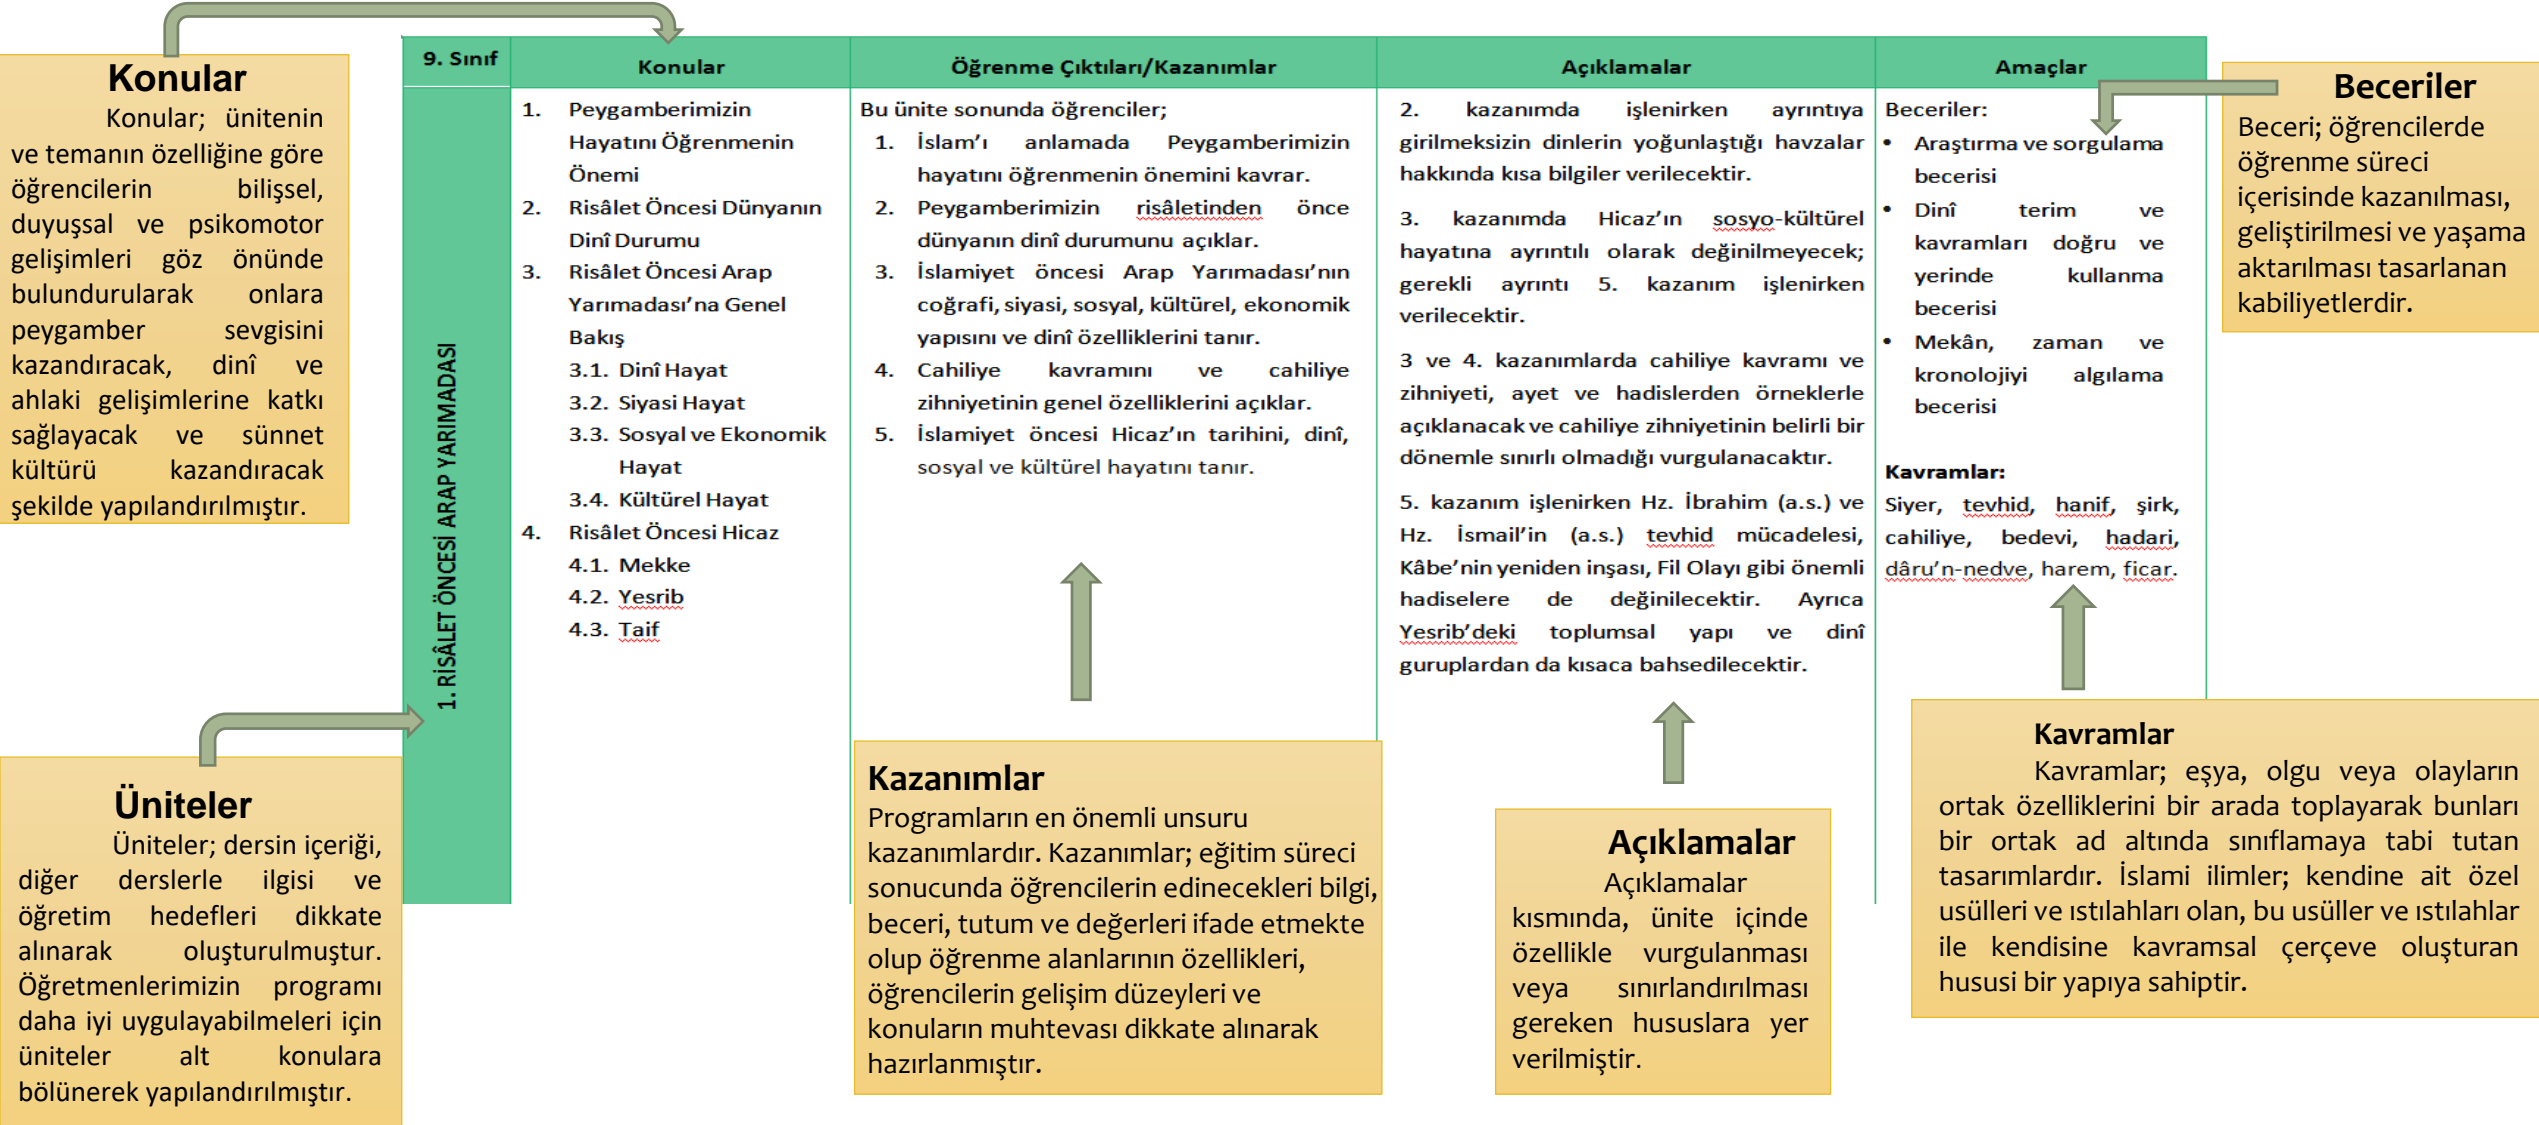 Konular
Konular; ünitenin
ve temanın özelliğine göre
öğrencilerin bilişsel,
duyuşsal ve psikomotor
gelişimleri göz önünde
bulundurularak onlara
peygamber sevgisini
kazandıracak, dinî ve
ahlaki gelişimlerine katkı
sağlayacak ve sünnet
kültürü kazandıracak
şekilde yapılandırılmıştır.
Üniteler
Üniteler; dersin içeriği,
diğer derslerle ilgisi ve
öğretim hedefleri dikkate
alınarak oluşturulmuştur.
Öğretmenlerimizin programı
daha iyi uygulayabilmeleri için
üniteler alt konulara
bölünerek yapılandırılmıştır.
9. Sınıf
1. RİSÂLET ÖNCESİ ARAP YARIMADASI
Konular
1. Peygamberimizin
Hayatını Öğrenmenin
Önemi
2. Risâlet Öncesi Dünyanın
Dinî Durumu
3. Risâlet Öncesi Arap
Yarımadası’na Genel
Bakış
3.1. Dinî Hayat
3.2. Siyasi Hayat
3.3. Sosyal ve Ekonomik
Hayat
3.4. Kültürel Hayat
4. Risâlet Öncesi Hicaz
4.1. Mekke
4.2. Yesrib
4.3. Taif
Öğrenme Çıktıları/Kazanımlar
Bu ünite sonunda öğrenciler;
1. İslam’ı anlamada Peygamberimizin
hayatını öğrenmenin önemini kavrar.
2. Peygamberimizin risâletinden önce
dünyanın dinî durumunu açıklar.
3. İslamiyet öncesi Arap Yarımadası’nın
coğrafi, siyasi, sosyal, kültürel, ekonomik
yapısını ve dinî özelliklerini tanır.
4. Cahiliye kavramını ve cahiliye
zihniyetinin genel özelliklerini açıklar.
5. İslamiyet öncesi Hicaz’ın tarihini, dinî,
sosyal ve kültürel hayatını tanır.
Kazanımlar
Programların en önemli unsuru
kazanımlardır. Kazanımlar; eğitim süreci
sonucunda öğrencilerin edinecekleri bilgi,
beceri, tutum ve değerleri ifade etmekte
olup öğrenme alanlarının özellikleri,
öğrencilerin gelişim düzeyleri ve
konuların muhtevası dikkate alınarak
hazırlanmıştır.
Açıklamalar
2. kazanımda işlenirken ayrıntıya
girilmeksizin dinlerin yoğunlaştığı havzalar
hakkında kısa bilgiler verilecektir.
3. kazanımda Hicaz’ın sosyo-kültürel
hayatına ayrıntılı olarak değinilmeyecek;
gerekli ayrıntı 5. kazanım işlenirken
verilecektir.
3 ve 4. kazanımlarda cahiliye kavramı ve
zihniyeti, ayet ve hadislerden örneklerle
açıklanacak ve cahiliye zihniyetinin belirli bir
dönemle sınırlı olmadığı vurgulanacaktır.
5. kazanım işlenirken Hz. İbrahim (a.s.) ve
Hz. İsmail’in (a.s.) tevhid mücadelesi,
Kâbe’nin yeniden inşası, Fil Olayı gibi önemli
hadiselere de değinilecektir. Ayrıca
Yesrib’deki toplumsal yapı ve dinî
guruplardan da kısaca bahsedilecektir.
Açıklamalar
Açıklamalar
kısmında, ünite içinde
özellikle vurgulanması
veya sınırlandırılması
gereken hususlara yer
verilmiştir.
Amaçlar
Beceriler:
• Araştırma ve sorgulama
becerisi
• Dinî terim ve
kavramları doğru ve
yerinde kullanma
becerisi
• Mekân, zaman ve
kronolojiyi algılama
becerisi
Kavramlar:
Siyer, tevhid, hanif, şirk,
cahiliye, bedevi, hadari,
dâru’n-nedve, harem, ficar.
Beceriler
Beceri; öğrencilerde
öğrenme süreci
içerisinde kazanılması,
geliştirilmesi ve yaşama
aktarılması tasarlanan
kabiliyetlerdir.
Kavramlar
Kavramlar; eşya, olgu veya olayların
ortak özelliklerini bir arada toplayarak bunları
bir ortak ad altında sınıflamaya tabi tutan
tasarımlardır. İslami ilimler; kendine ait özel
usülleri ve ıstılahları olan, bu usüller ve ıstılahlar
ile kendisine kavramsal çerçeve oluşturan
hususi bir yapıya sahiptir.